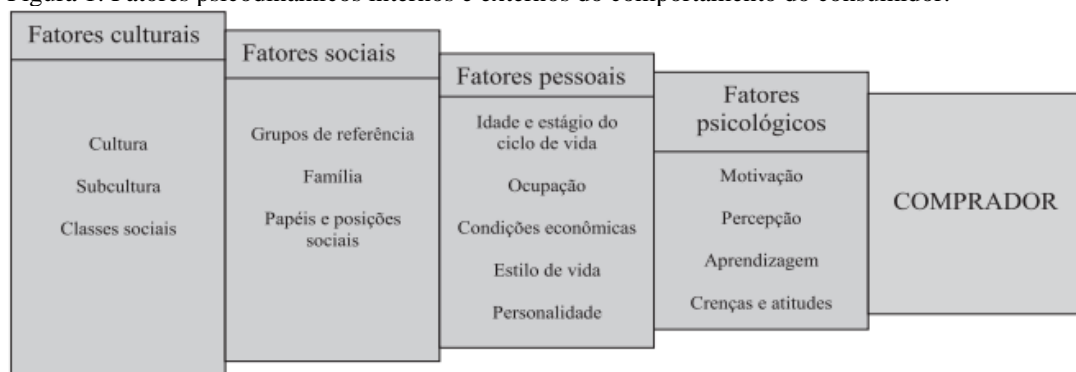 Figura 1. Fatores psicodinâmicos internos e externos do comportamento do consumidor.
Fatores culturais
Cultura
Subcultura
Classes sociais
Fatores sociais
Grupos de referência
Família
Papéis e posições
sociais
Fatores pessoais
Idade e estágio do
ciclo de vida
Ocupação
Condições econômicas
Estilo de vida
Personalidade
Fatores
psicológicos
Motivação
Percepção
Aprendizagem
Crenças e atitudes
COMPRADOR